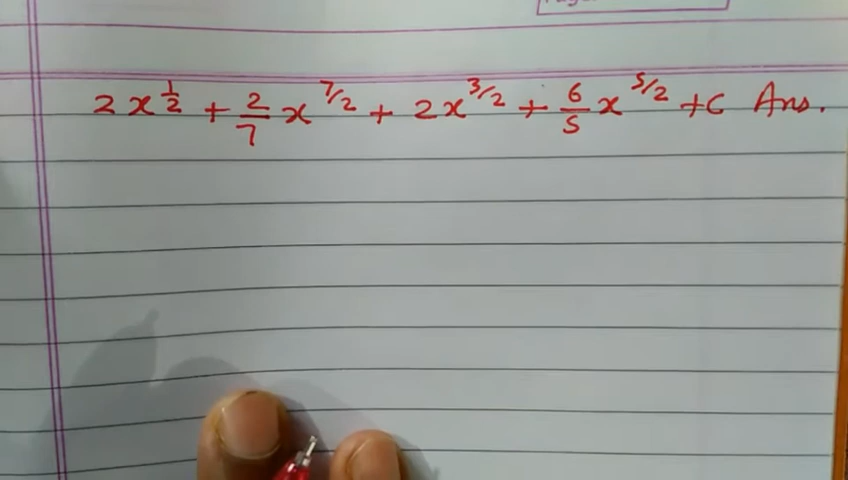 2x^{1/2} + 2/7 x^{7/2} + 2x^{3/2} + 6/5 x^{5/2} + C Ans.